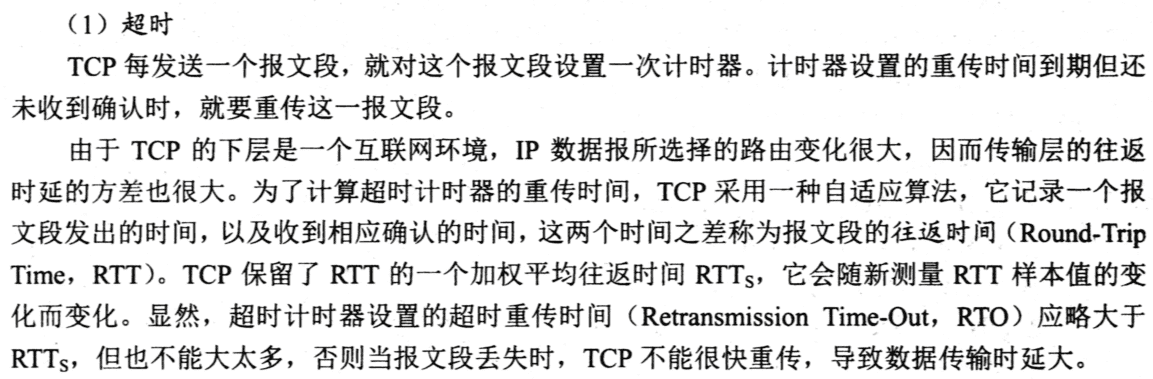 （1）超时
TCP 每发送一个报文段，就对这个报文段设置一次计时器。计时器设置的重传时间到期但还
未收到确认时，就要重传这一报文段。
由于 TCP 的下层是一个互联网环境，IP 数据报所选择的路由变化很大，因而传输层的往返
时延的方差也很大。为了计算超时计时器的重传时间，TCP 采用一种自适应算法，它记录一个报
文段发出的时间，以及收到相应确认的时间，这两个时间之差称为报文段的往返时间（Round-Trip
Time，RTT）。TCP 保留了 RTT 的一个加权平均往返时间 RTTS，它会随新测量 RTT 样本值的变
化而变化。显然，超时计时器设置的超时重传时间（Retransmission Time-Out，RTO）应略大于
RTTS，但也不能大太多，否则当报文段丢失时，TCP 不能很快重传，导致数据传输时延大。